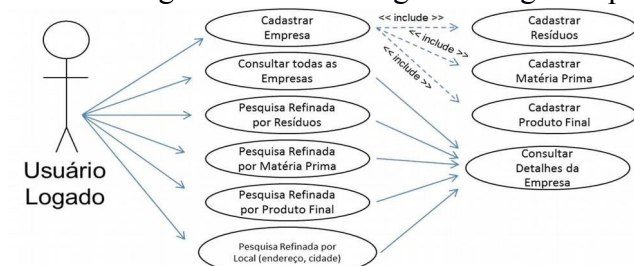 Cadastrar
Empresa
<< include >>
Cadastrar
Resíduos
<< include >>
Consultar todas as
Empresas
Cadastrar
Matéria Prima
<< include >>
Pesquisa Refinada
por Resíduos
Cadastrar
Produto Final
Usuário
Logado
Pesquisa Refinada
por Matéria Prima
Consultar
Detalhes da
Empresa
Pesquisa Refinada
por Produto Final
Pesquisa Refinada por
Local (endereço, cidade)